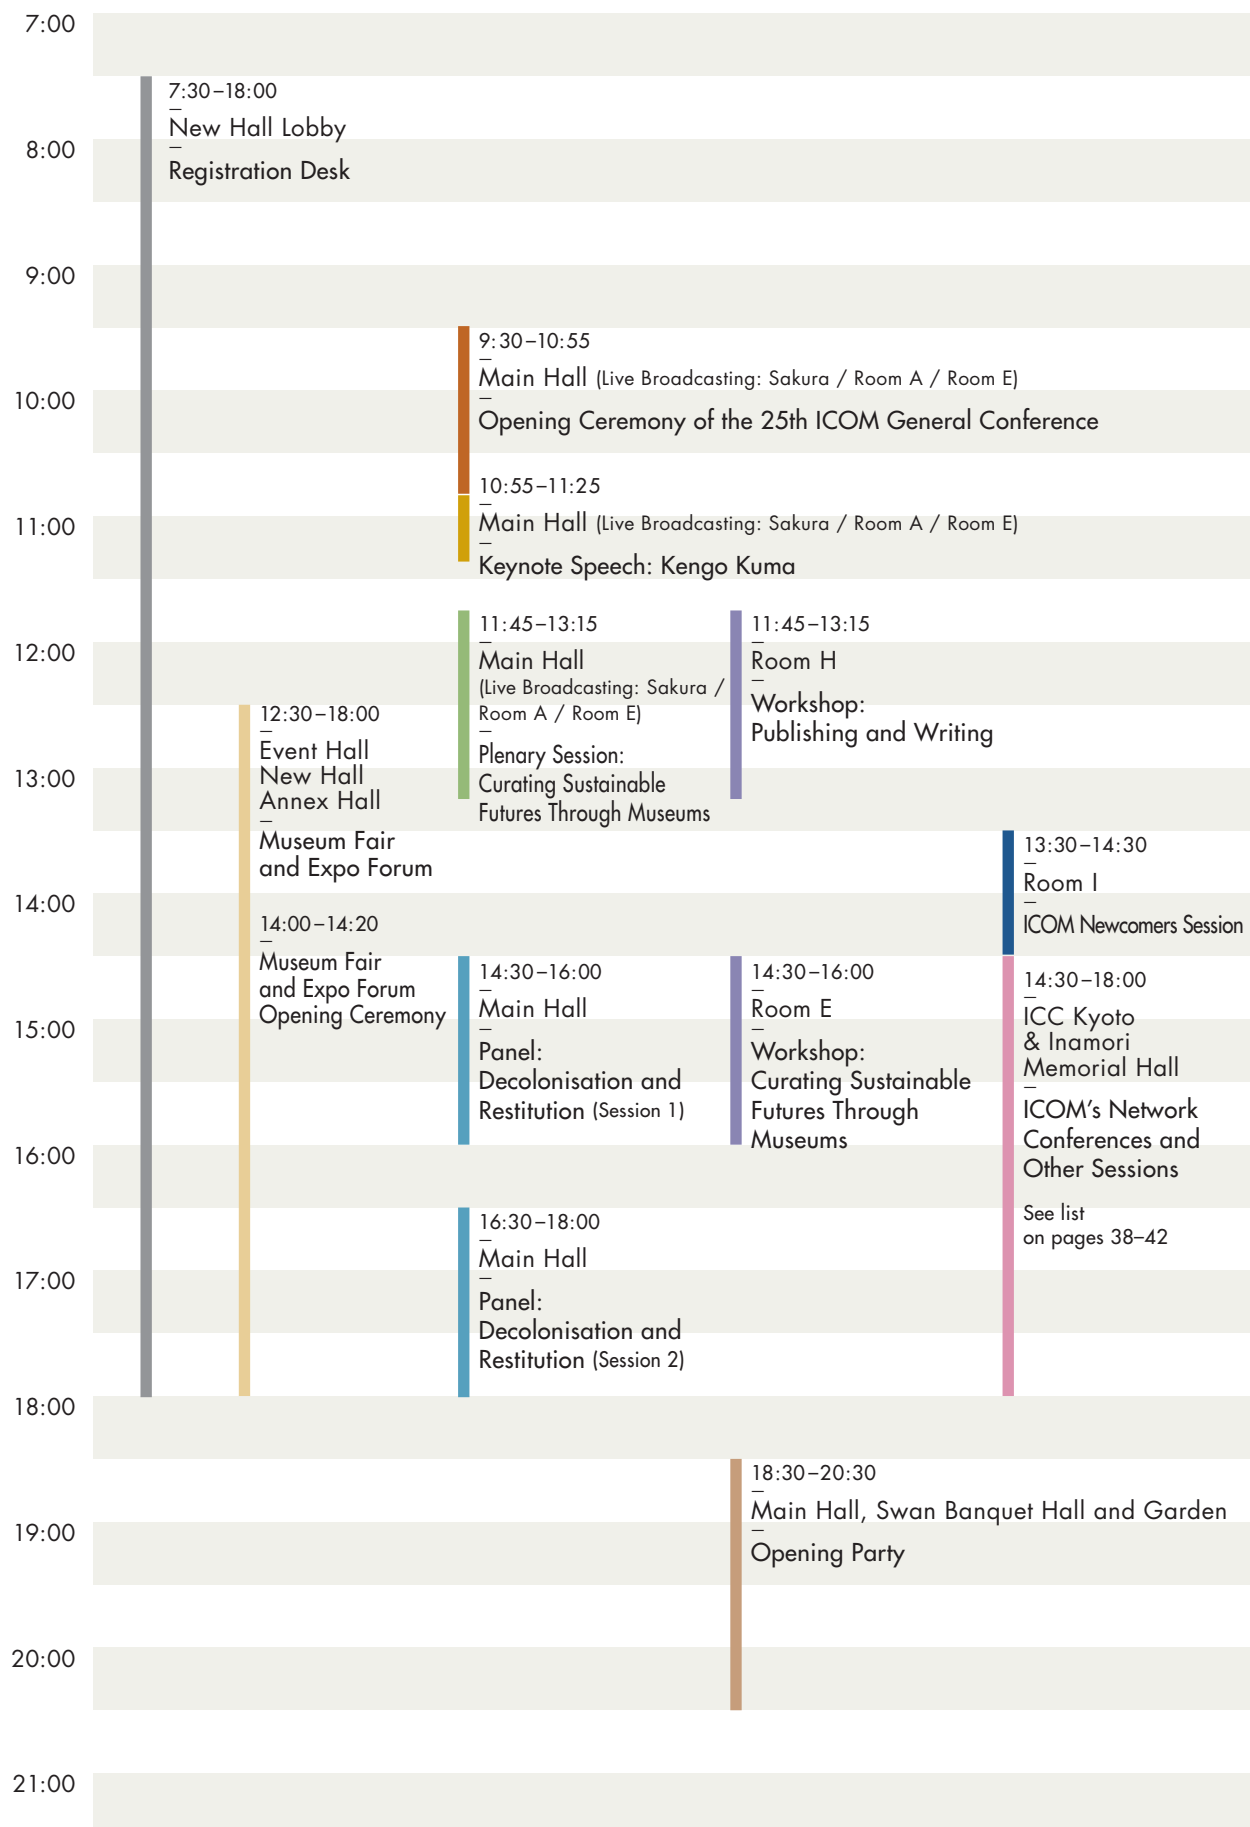 7:00
7:30–18:00
New Hall Lobby
8:00
Registration Desk
9:00
9:30–10:55
Main Hall (Live Broadcasting: Sakura / Room A / Room E)
10:00
Opening Ceremony of the 25th ICOM General Conference
10:55–11:25
11:00
Main Hall (Live Broadcasting: Sakura / Room A / Room E)
Keynote Speech: Kengo Kuma
11:45–13:15
Main Hall
(Live Broadcasting: Sakura /
Room A / Room E)
Plenary Session:
Curating Sustainable
Futures Through Museums
11:45–13:15
Room H
Workshop:
Publishing and Writing
12:00
12:30–18:00
Event Hall
New Hall
Annex Hall
Museum Fair
and Expo Forum
13:00
13:30–14:30
Room I
ICOM Newcomers Session
14:00
14:00–14:20
Museum Fair
and Expo Forum
Opening Ceremony
14:30–16:00
Main Hall
Panel:
Decolonisation and
Restitution (Session 1)
14:30–16:00
Room E
Workshop:
Curating Sustainable
Futures Through
Museums
14:30–18:00
ICC Kyoto
& Inamori
Memorial Hall
ICOM's Network
Conferences and
Other Sessions
See list
on pages 38–42
15:00
16:00
16:30–18:00
Main Hall
Panel:
Decolonisation and
Restitution (Session 2)
17:00
18:00
18:30–20:30
Main Hall, Swan Banquet Hall and Garden
19:00
Opening Party
20:00
21:00